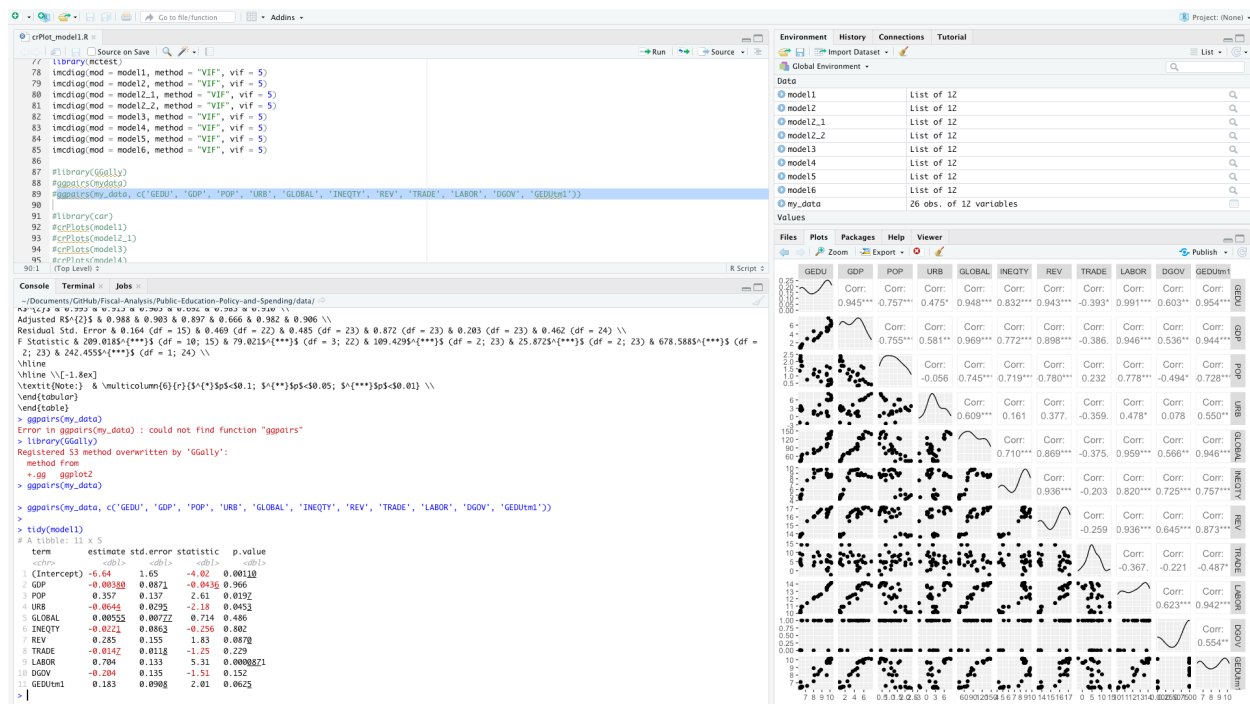 Go to file/function
Addins
Project: (None)
crPlot_model1.R
Source on Save
Run
Source
77 library(mctest)
78 imcdiag(mod = model1, method = "VIF", vif = 5)
79 imcdiag(mod = model2, method = "VIF", vif = 5)
80 imcdiag(mod = model2_1, method = "VIF", vif = 5)
81 imcdiag(mod = model2_2, method = "VIF", vif = 5)
82 imcdiag(mod = model3, method = "VIF", vif = 5)
83 imcdiag(mod = model4, method = "VIF", vif = 5)
84 imcdiag(mod = model5, method = "VIF", vif = 5)
85 imcdiag(mod = model6, method = "VIF", vif = 5)
86
87 #library(GGally)
88 #ggpairs(mydata)
89 #ggpairs(my_data, c('GEDU', 'GDP', 'POP', 'URB', 'GLOBAL', 'INEQTY', 'REV', 'TRADE', 'LABOR', 'DGOV', 'GEDUtm1'))
90
91 #library(car)
92 #crPlots(model1)
93 #crPlots(model2_1)
94 #crPlots(model3)
95 #crPlots(model4)
90:1 (Top Level) R Script
Console Terminal Jobs
~/Documents/GitHub/Fiscal-Analysis/Public-Education-Policy-and-Spending/data/
Adjusted R$^{2}$ & 0.988 & 0.903 & 0.897 & 0.666 & 0.982 & 0.906 \\
Residual Std. Error & 0.164 (df = 15) & 0.469 (df = 22) & 0.485 (df = 23) & 0.872 (df = 23) & 0.203 (df = 23) & 0.462 (df = 24) \\
F Statistic & 209.018$^{***}$ (df = 10; 15) & 79.021$^{***}$ (df = 3; 22) & 109.429$^{***}$ (df = 2; 23) & 25.872$^{***}$ (df = 2; 23) & 678.588$^{***}$ (df =
2; 23) & 242.455$^{***}$ (df = 1; 24) \\
\hline
\hline \\[-1.8ex]
\textit{Note:} & \multicolumn{6}{r}{$^{*}$p$<$0.1; $^{**}$p$<$0.05; $^{***}$p$<$0.01} \\
\end{tabular}
\end{table}
> ggpairs(my_data)
Error in ggpairs(my_data) : could not find function "ggpairs"
> library(GGally)
Registered S3 method overwritten by 'GGally':
method from
+.gg ggplot2
> ggpairs(my_data)
> ggpairs(my_data, c('GEDU', 'GDP', 'POP', 'URB', 'GLOBAL', 'INEQTY', 'REV', 'TRADE', 'LABOR', 'DGOV', 'GEDUtm1'))
>
> tidy(model1)
# A tibble: 11 x 5
term estimate std.error statistic p.value
<chr> <dbl> <dbl> <dbl> <dbl>
1 (Intercept) -6.64 1.65 -4.02 0.00110
2 GDP -0.00380 0.0871 -0.0436 0.966
3 POP 0.357 0.137 2.61 0.0197
4 URB -0.0644 0.0295 -2.18 0.0453
5 GLOBAL 0.00555 0.00777 0.714 0.486
6 INEQTY -0.0221 0.0863 -0.256 0.802
7 REV 0.285 0.155 1.83 0.0870
8 TRADE -0.0147 0.0118 -1.25 0.229
9 LABOR 0.704 0.133 5.31 0.0000871
10 DGOV -0.204 0.135 -1.51 0.152
11 GEDUtm1 0.183 0.0908 2.01 0.0625
>
Environment History Connections Tutorial
Import Dataset
List
Global Environment
Data
model1 List of 12
model2 List of 12
model2_1 List of 12
model2_2 List of 12
model3 List of 12
model4 List of 12
model5 List of 12
model6 List of 12
my_data 26 obs. of 12 variables
Values
Files Plots Packages Help Viewer
Zoom Export Publish
GEDU GDP POP URB GLOBAL INEQTY REV TRADE LABOR DGOV GEDUtm1
Corr: Corr: Corr: Corr: Corr: Corr: Corr: Corr: Corr: Corr:
0.945*** -0.757*** 0.475* 0.948*** 0.832*** 0.943*** -0.393* 0.991*** 0.603** 0.954***
GEDU
Corr: Corr: Corr: Corr: Corr: Corr: Corr: Corr: Corr:
0.755*** 0.581** 0.969*** 0.772*** 0.898*** -0.386. 0.946*** 0.536** 0.944***
GDP
Corr: Corr: Corr: Corr: Corr: Corr: Corr: Corr:
-0.056 -0.745*** -0.719*** -0.780*** 0.232 -0.778*** -0.494* -0.728***
POP
Corr: Corr: Corr: Corr: Corr: Corr: Corr:
0.609*** 0.161 0.377. -0.359. 0.478* 0.078 0.550**
URB
Corr: Corr: Corr: Corr: Corr: Corr:
0.710*** 0.869*** -0.375. 0.959*** 0.566** 0.946***
GLOBAL
Corr: Corr: Corr: Corr: Corr:
0.936*** -0.203 0.820*** 0.725*** 0.757***
INEQTY
Corr: Corr: Corr: Corr:
-0.259 0.936*** 0.645*** 0.873***
REV
Corr: Corr: Corr:
-0.367. -0.221 -0.487*
TRADE
Corr: Corr:
0.623*** 0.942***
LABOR
Corr:
0.554**
DGOV